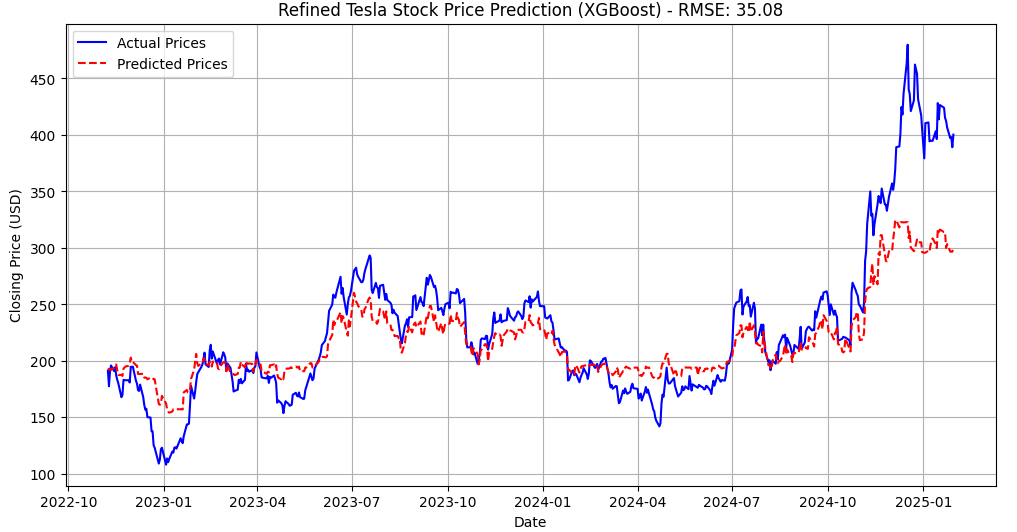 Refined Tesla Stock Price Prediction (XGBoost) - RMSE: 35.08
Actual Prices
Predicted Prices
Closing Price (USD)
450
400
350
300
250
200
150
100
2022-10 2023-01 2023-04 2023-07 2023-10 2024-01 2024-04 2024-07 2024-10 2025-01
Date